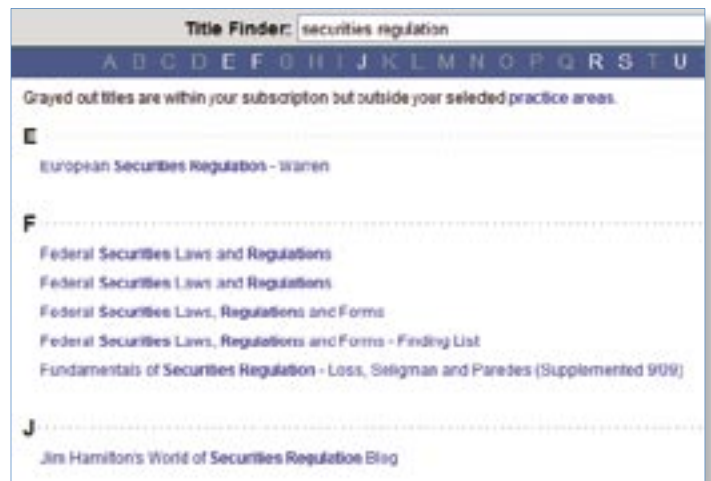 Title Finder: securities regulation
A B C D E F G H I J K L M N O P Q R S T U
Grayed out titles are within your subscription but outside your selected practice areas.
E
European Securities Regulation - Warren
F
Federal Securities Laws and Regulations
Federal Securities Laws and Regulations
Federal Securities Laws, Regulations and Forms
Federal Securities Laws, Regulations and Forms - Finding List
Fundamentals of Securities Regulation - Loss, Seligman and Paredes (Supplemented 9/09)
J
Jim Hamilton's World of Securities Regulation Blog